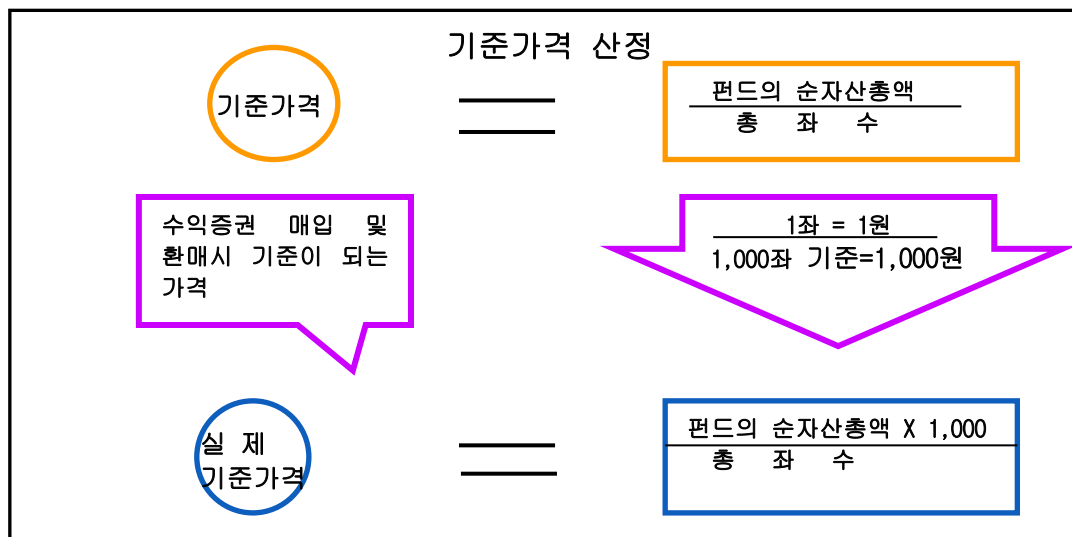 기준가격 산정
기준가격
펀드의 순자산총액
총 좌 수
수익증권 매입 및
환매시 기준이 되는
가격
1좌 = 1원
1,000좌 기준=1,000원
실 제
기준가격
펀드의 순자산총액 X 1,000
총 좌 수